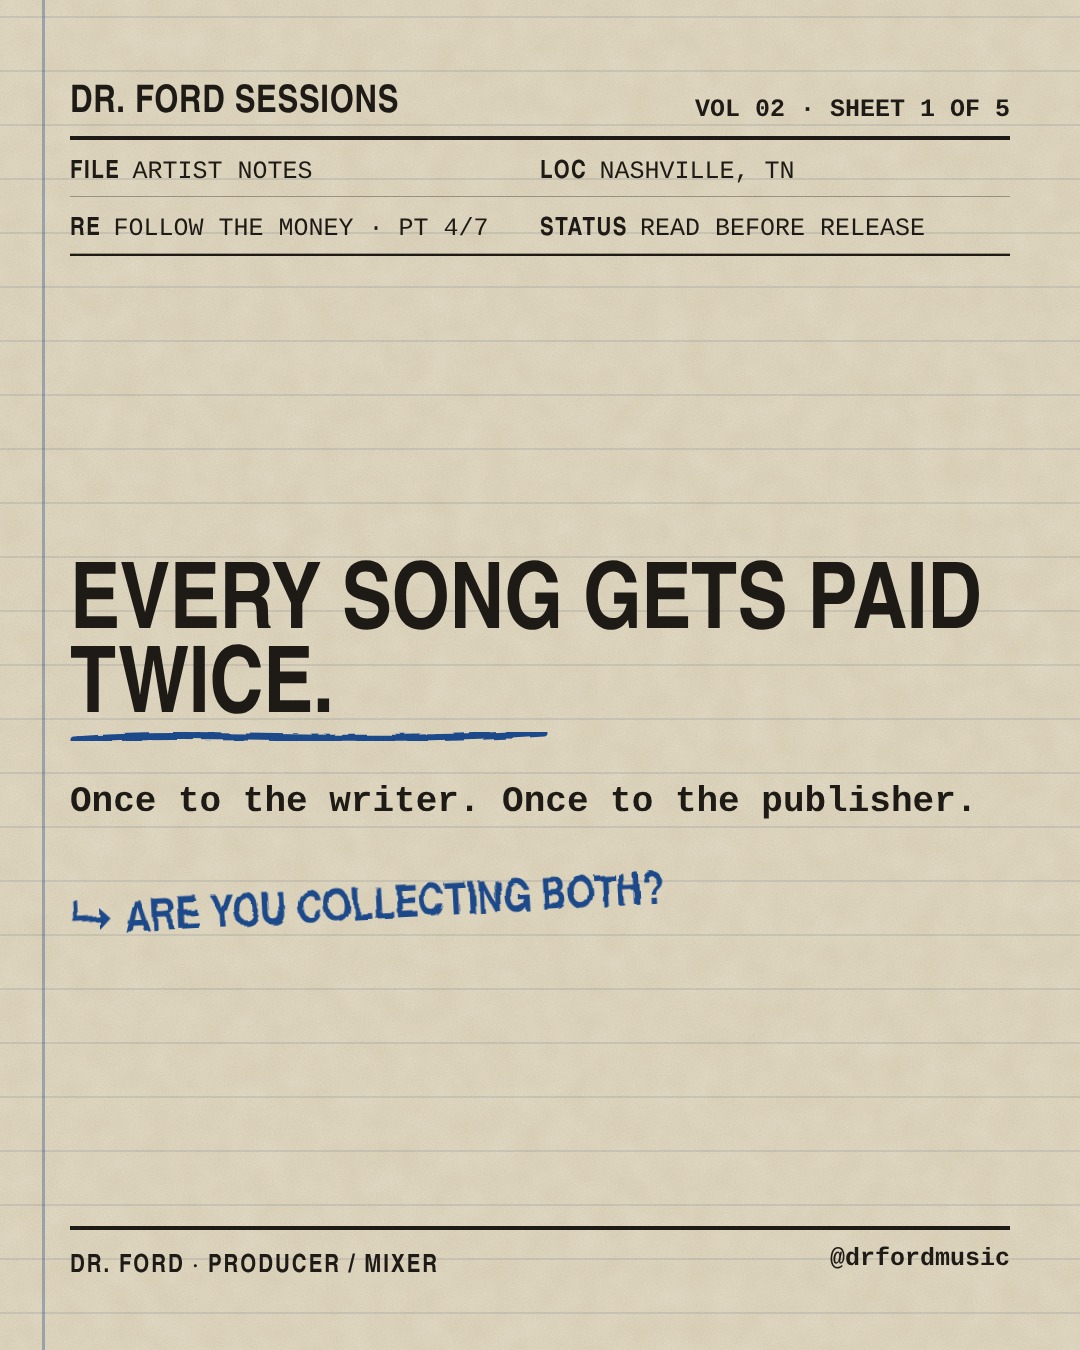 DR. FORD SESSIONS
VOL 02 · SHEET 1 OF 5
FILE ARTIST NOTES
LOC NASHVILLE, TN
RE FOLLOW THE MONEY · PT 4/7
STATUS READ BEFORE RELEASE
EVERY SONG GETS PAID
TWICE.
Once to the writer. Once to the publisher.
↳ ARE YOU COLLECTING BOTH?
DR. FORD · PRODUCER / MIXER
@drfordmusic